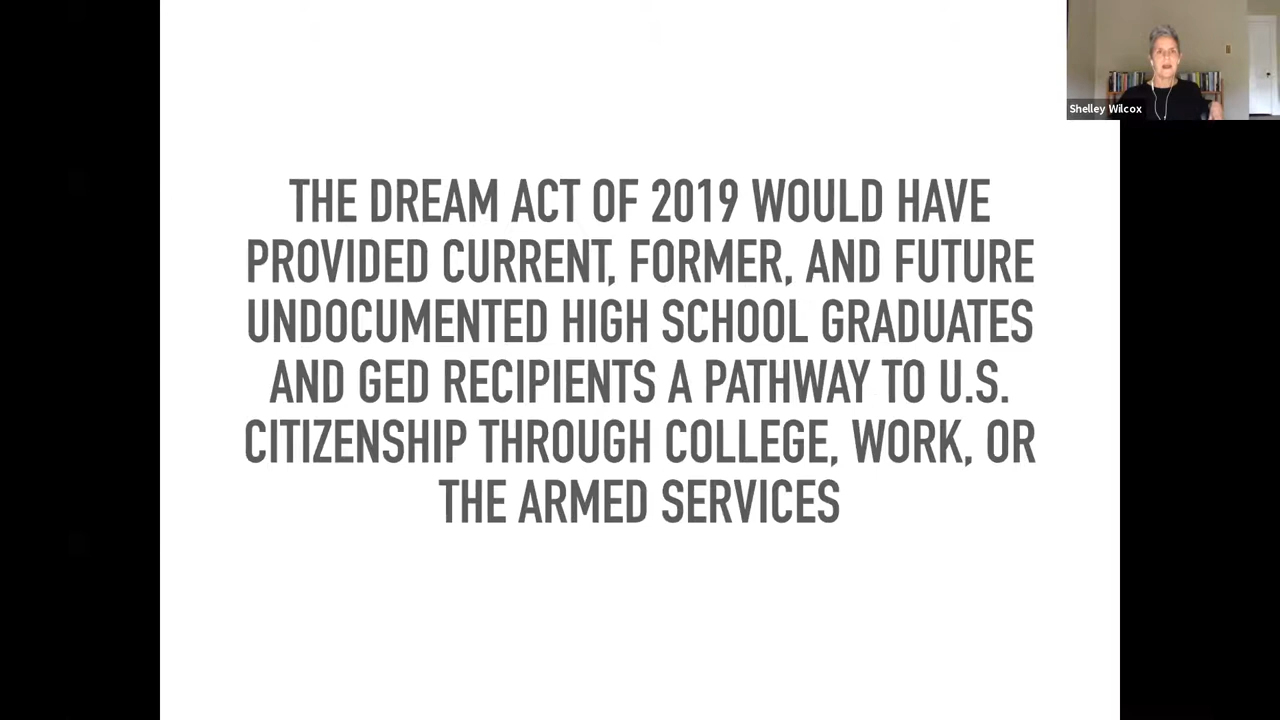 Shelley Wilcox
THE DREAM ACT OF 2019 WOULD HAVE
PROVIDED CURRENT, FORMER, AND FUTURE
UNDOCUMENTED HIGH SCHOOL GRADUATES
AND GED RECIPIENTS A PATHWAY TO U.S.
CITIZENSHIP THROUGH COLLEGE, WORK, OR
THE ARMED SERVICES